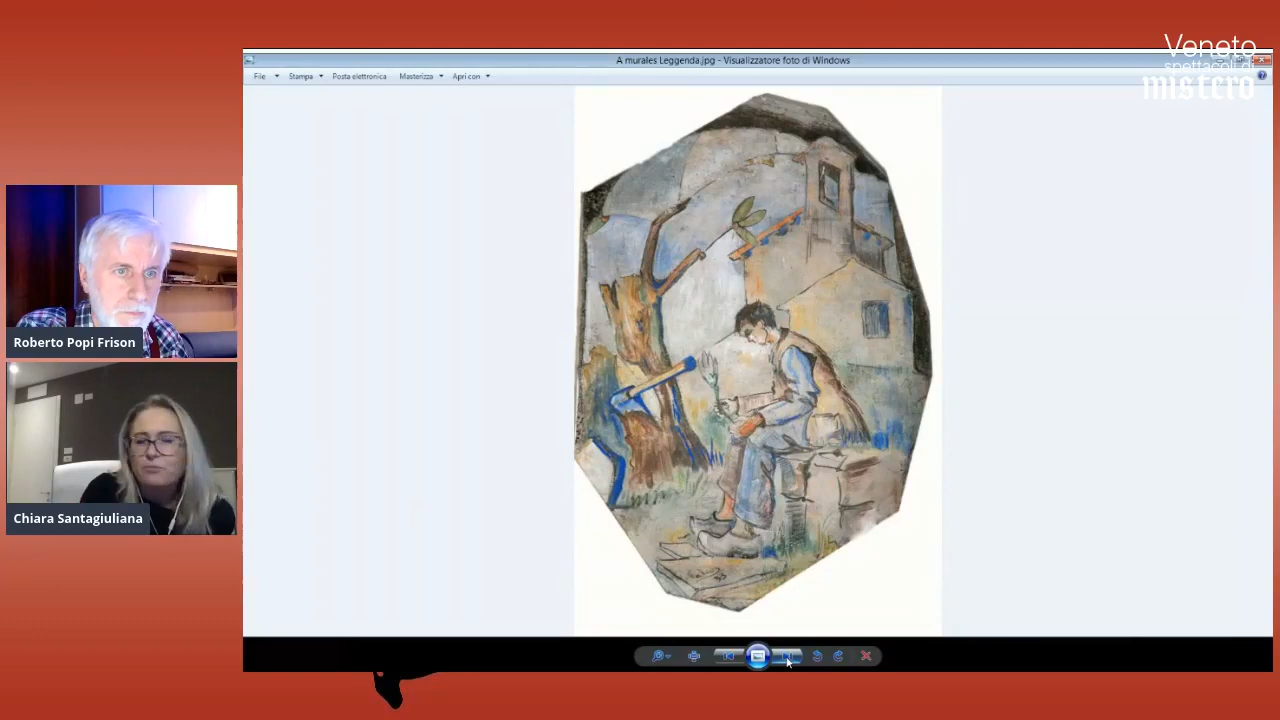 Veneto
spettacoli di
mistero
A murales Leggenda.jpg - Visualizzatore foto di Windows
File Stampa Posta elettronica Masterizza Apri con
Roberto Popi Frison
Chiara Santagiuliana